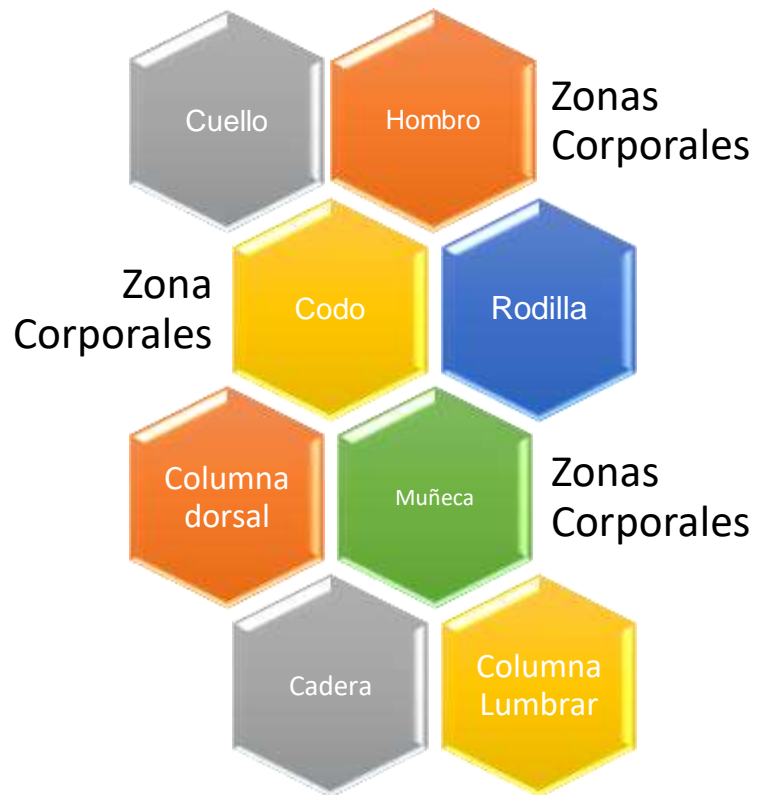 Cuello
Hombro
Zonas
Corporales
Zona
Corporales
Codo
Rodilla
Columna
dorsal
Muñeca
Zonas
Corporales
Cadera
Columna
Lumbrar